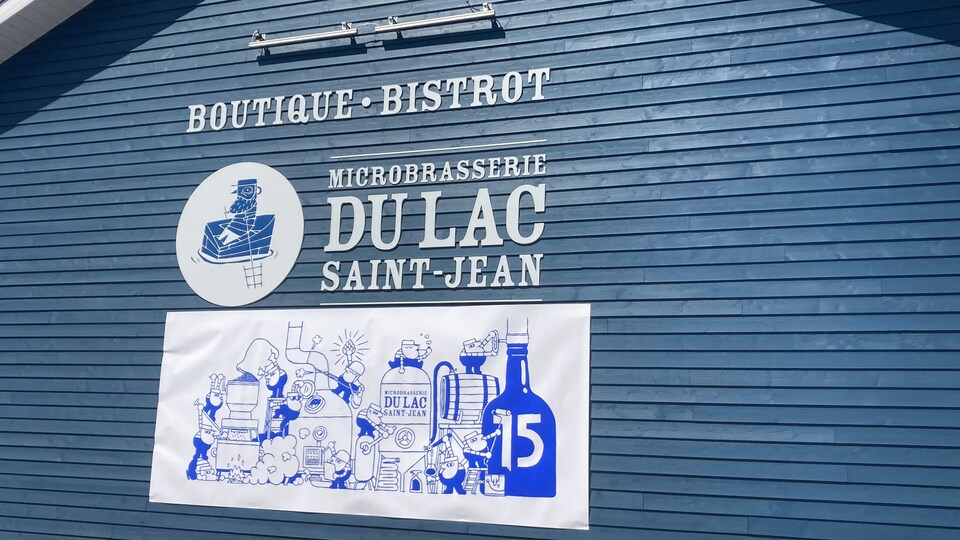 BOUTIQUE • BISTROT
MICROBRASSERIE
DU LAC
SAINT-JEAN
MICROBRASSERIE
DU LAC
SAINT-JEAN
15